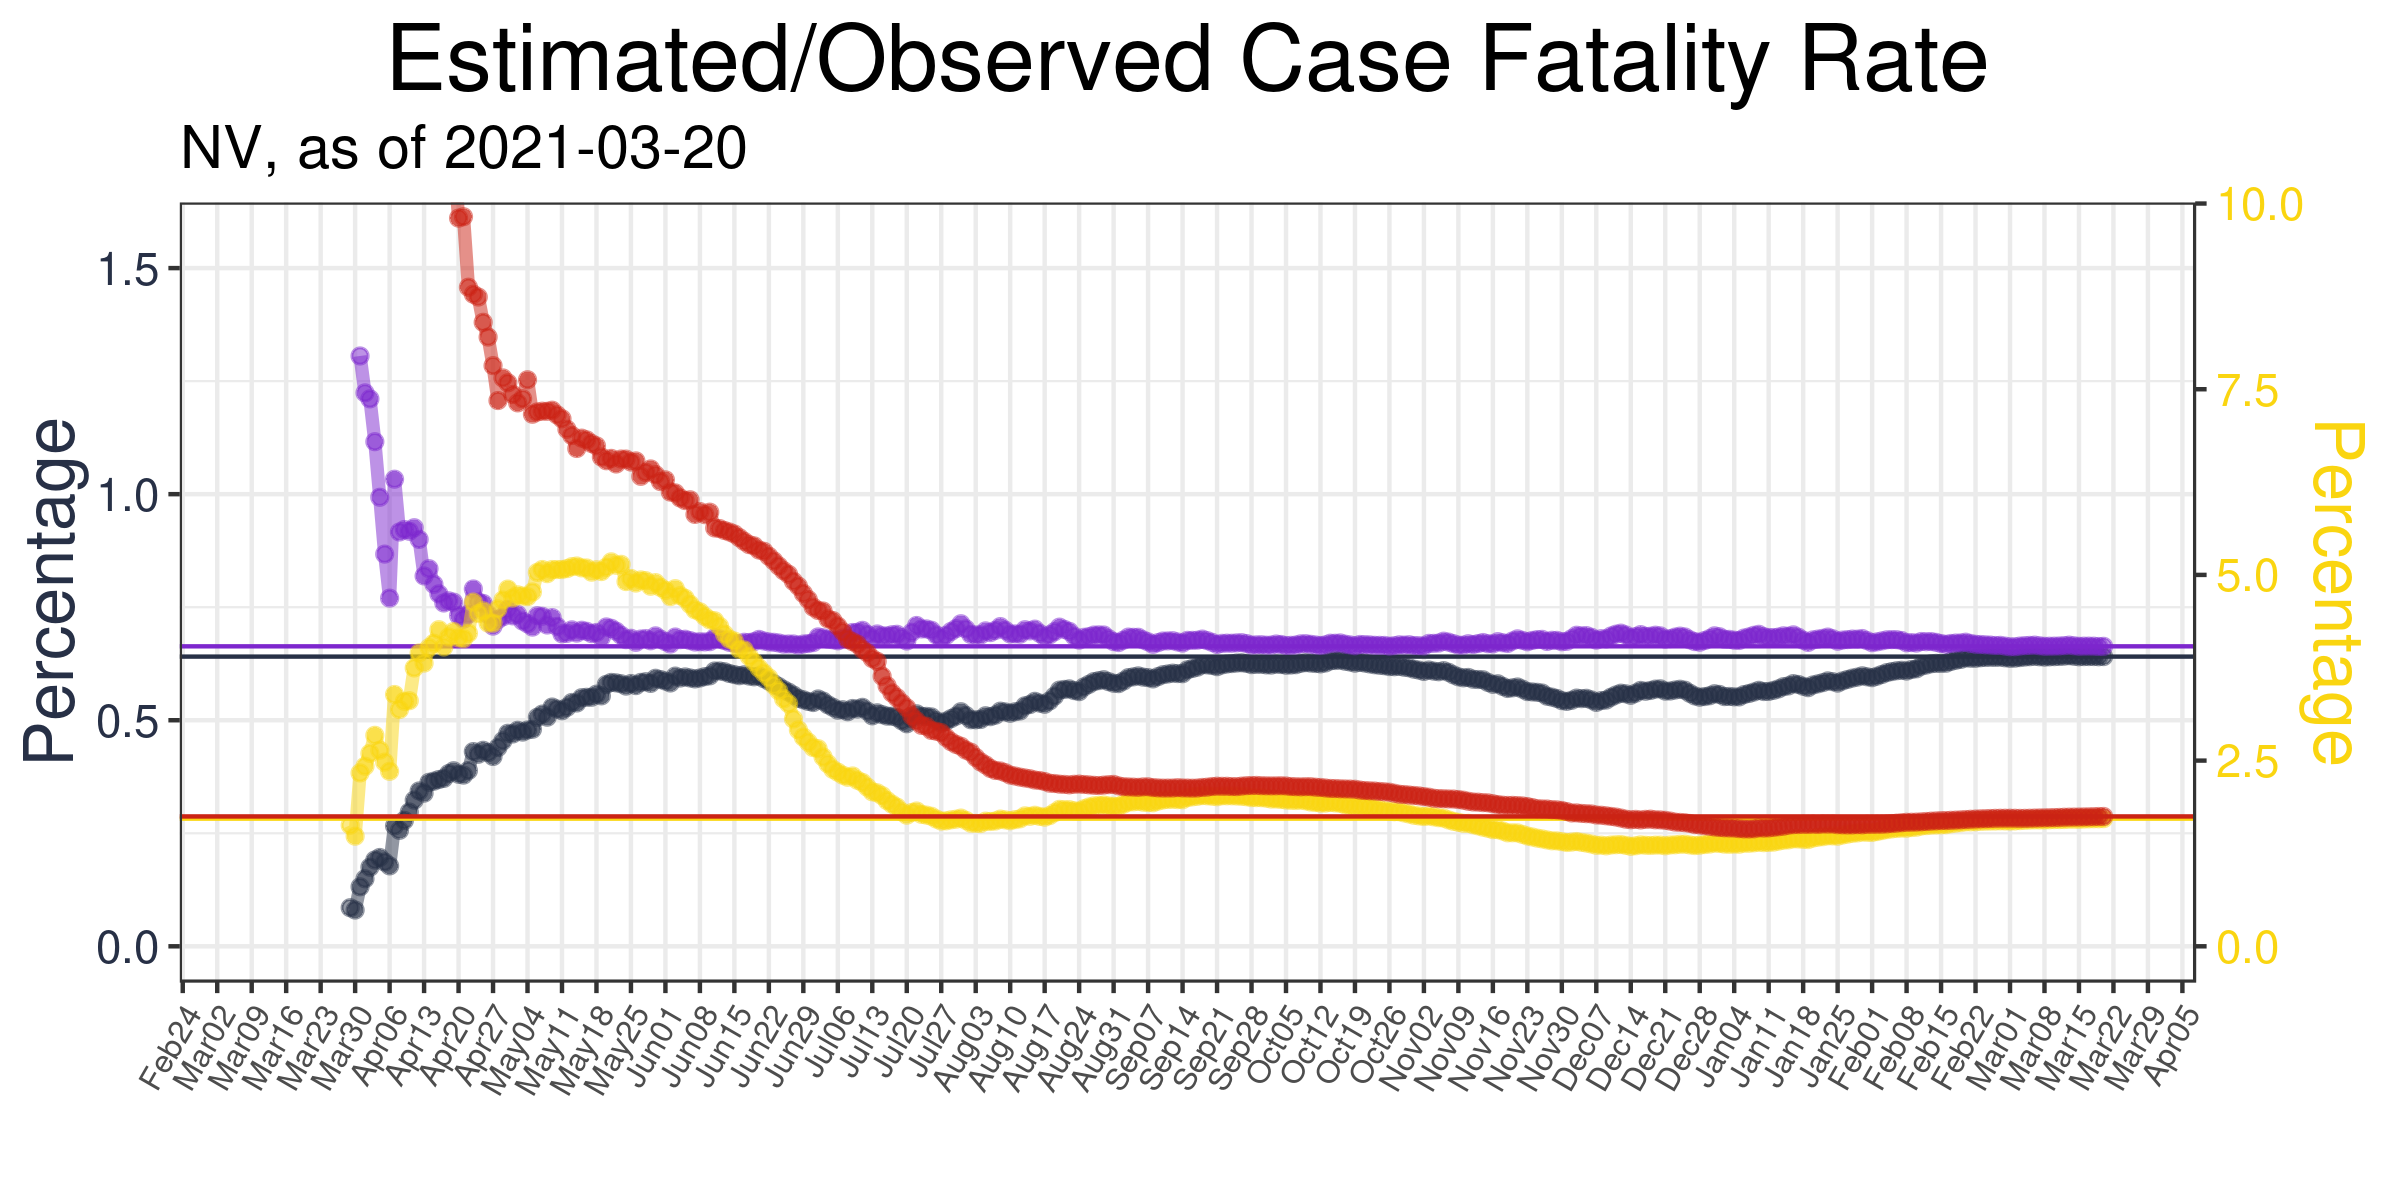 Estimated/Observed Case Fatality Rate
NV, as of 2021-03-20
Percentage
1.5
1.0
0.5
0.0
10.0
7.5
5.0
2.5
0.0
Percentage
Feb24
Mar02
Mar09
Mar16
Mar23
Mar30
Apr06
Apr13
Apr20
Apr27
May04
May11
May18
May25
Jun01
Jun08
Jun15
Jun22
Jun29
Jul06
Jul13
Jul20
Jul27
Aug03
Aug10
Aug17
Aug24
Aug31
Sep07
Sep14
Sep21
Sep28
Oct05
Oct12
Oct19
Oct26
Nov02
Nov09
Nov16
Nov23
Nov30
Dec07
Dec14
Dec21
Dec28
Jan04
Jan11
Jan18
Jan25
Feb01
Feb08
Feb15
Feb22
Mar01
Mar08
Mar15
Mar22
Mar29
Apr05